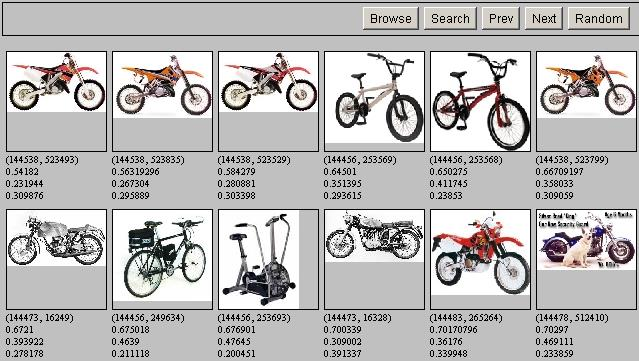 Browse Search Prev Next Random
(144538, 523493) (144538, 523835) (144538, 523529) (144456, 253569) (144456, 253568) (144538, 523799)
0.54182 0.56319296 0.584279 0.64501 0.650275 0.66709197
0.231944 0.267304 0.280881 0.351395 0.411745 0.358033
0.309876 0.295889 0.303398 0.293615 0.23853 0.309059
(144473, 16249) (144456, 249634) (144456, 253693) (144473, 16328) (144483, 265264) (144478, 512410)
0.6721 0.675018 0.676901 0.700339 0.70170796 0.70297
0.393922 0.4639 0.47645 0.309002 0.36176 0.469111
0.278178 0.211118 0.200451 0.391337 0.339948 0.233859